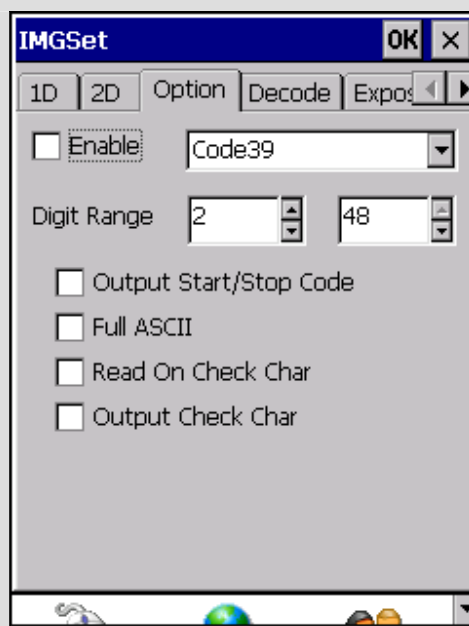 IMGSet OK
1D 2D Option Decode
Enable Code39
Digit Range 2 48
Output Start/Stop Code
Full ASCII
Read On Check Char
Output Check Char